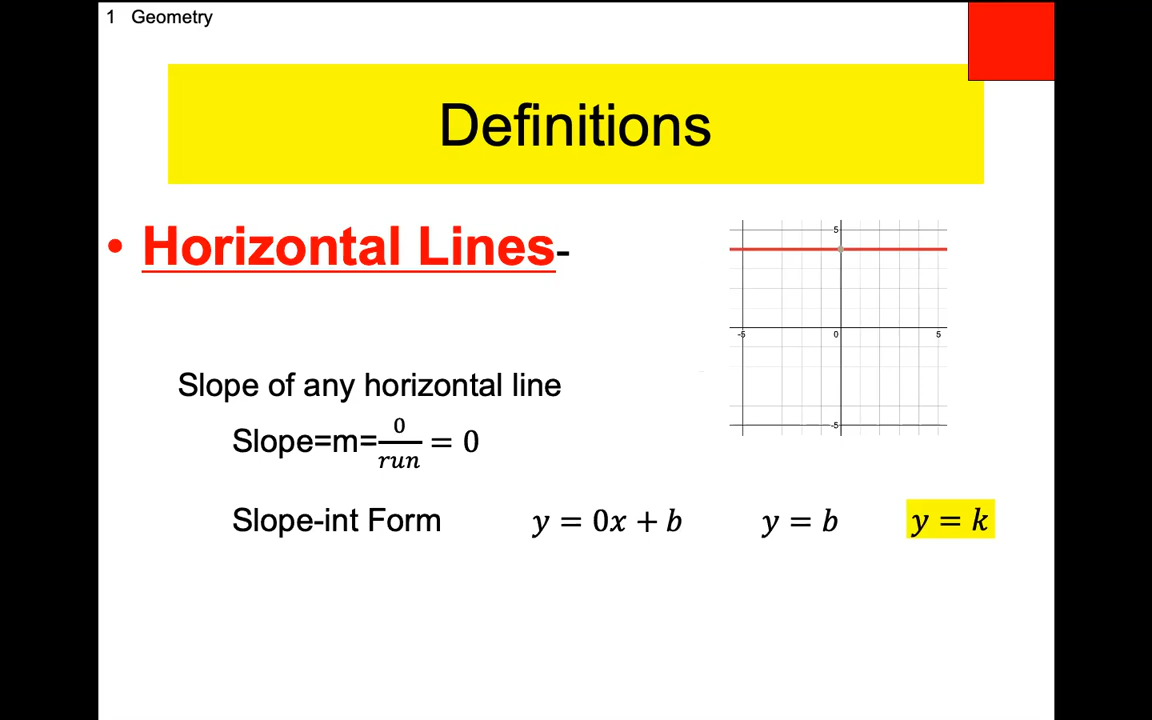 1 Geometry
Definitions
• Horizontal Lines-
5
-5 0 5
-5
Slope of any horizontal line
Slope=m=0/run = 0
Slope-int Form y = 0x + b y = b y = k